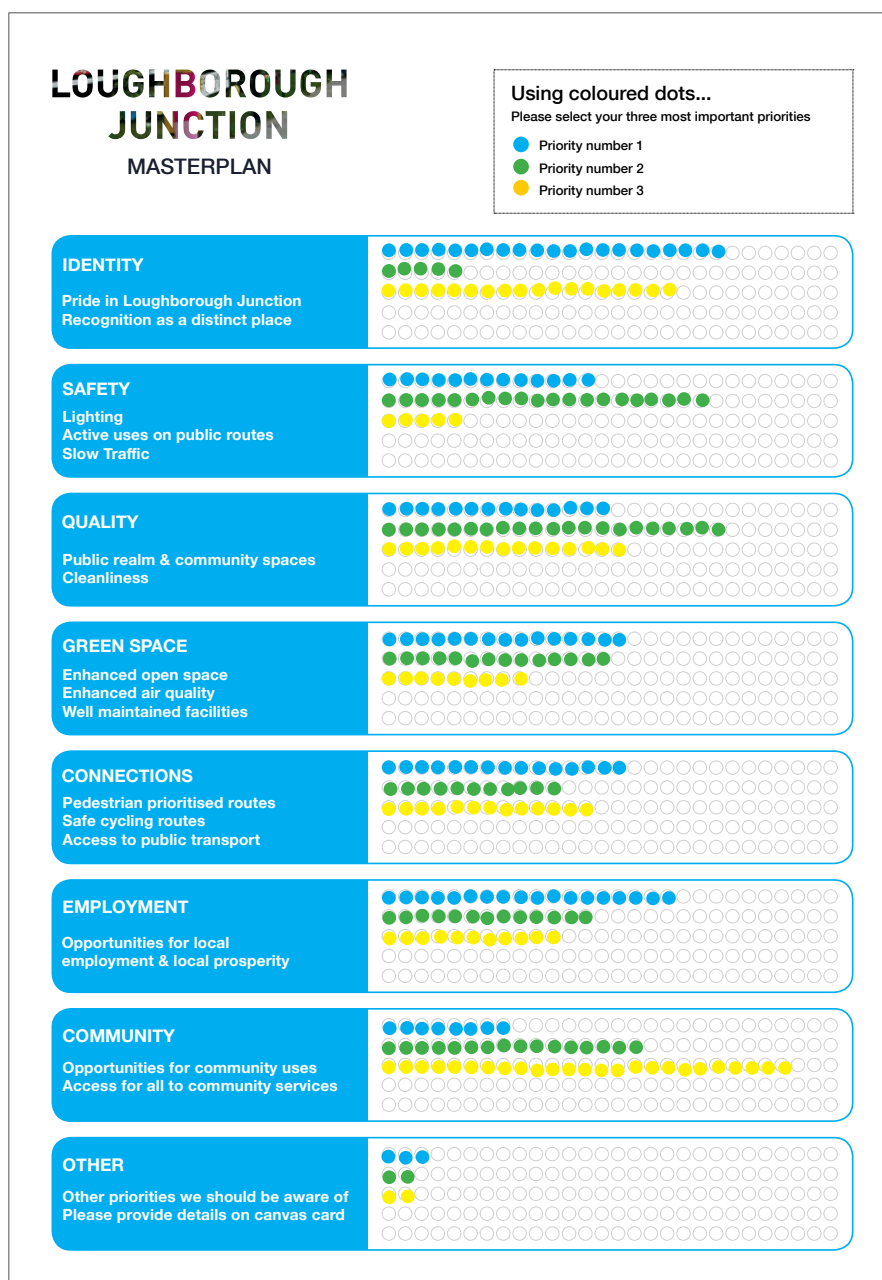 LOUGHBOROUGH
JUNCTION
MASTERPLAN
Using coloured dots...
Please select your three most important priorities
Priority number 1
Priority number 2
Priority number 3
IDENTITY
Pride in Loughborough Junction
Recognition as a distinct place
SAFETY
Lighting
Active uses on public routes
Slow Traffic
QUALITY
Public realm & community spaces
Cleanliness
GREEN SPACE
Enhanced open space
Enhanced air quality
Well maintained facilities
CONNECTIONS
Pedestrian prioritised routes
Safe cycling routes
Access to public transport
EMPLOYMENT
Opportunities for local
employment & local prosperity
COMMUNITY
Opportunities for community uses
Access for all to community services
OTHER
Other priorities we should be aware of
Please provide details on canvas card